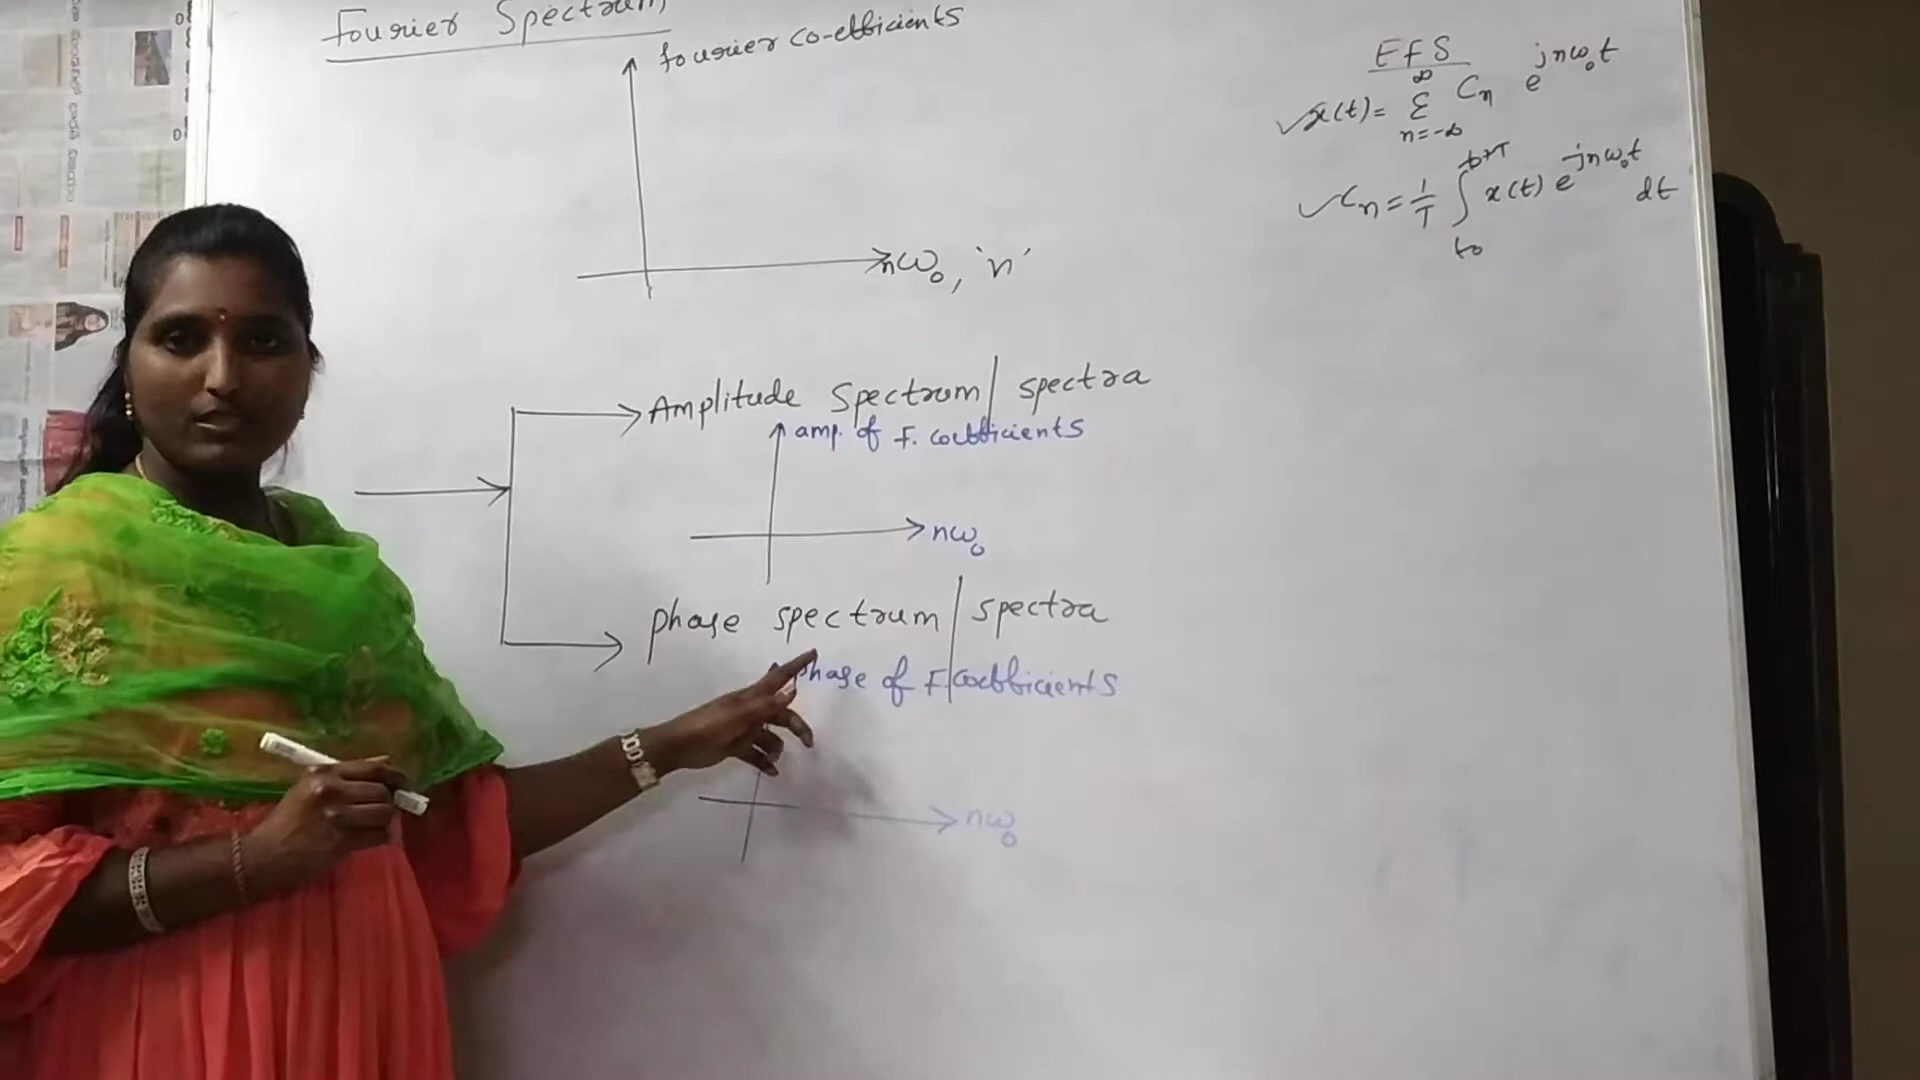 Fourier Spectrum
fourier co-efficients
nω₀, 'n'
EFS
x(t) = Σ Cn e^jnω₀t
∞
n=-∞
Cn = 1/T ∫ x(t) e^-jnω₀t dt
t₀+T
t₀
Amplitude Spectrum/ spectra
amp. of F. coefficients
nω₀
phase spectrum/ spectra
phase of F. coefficients
nω₀